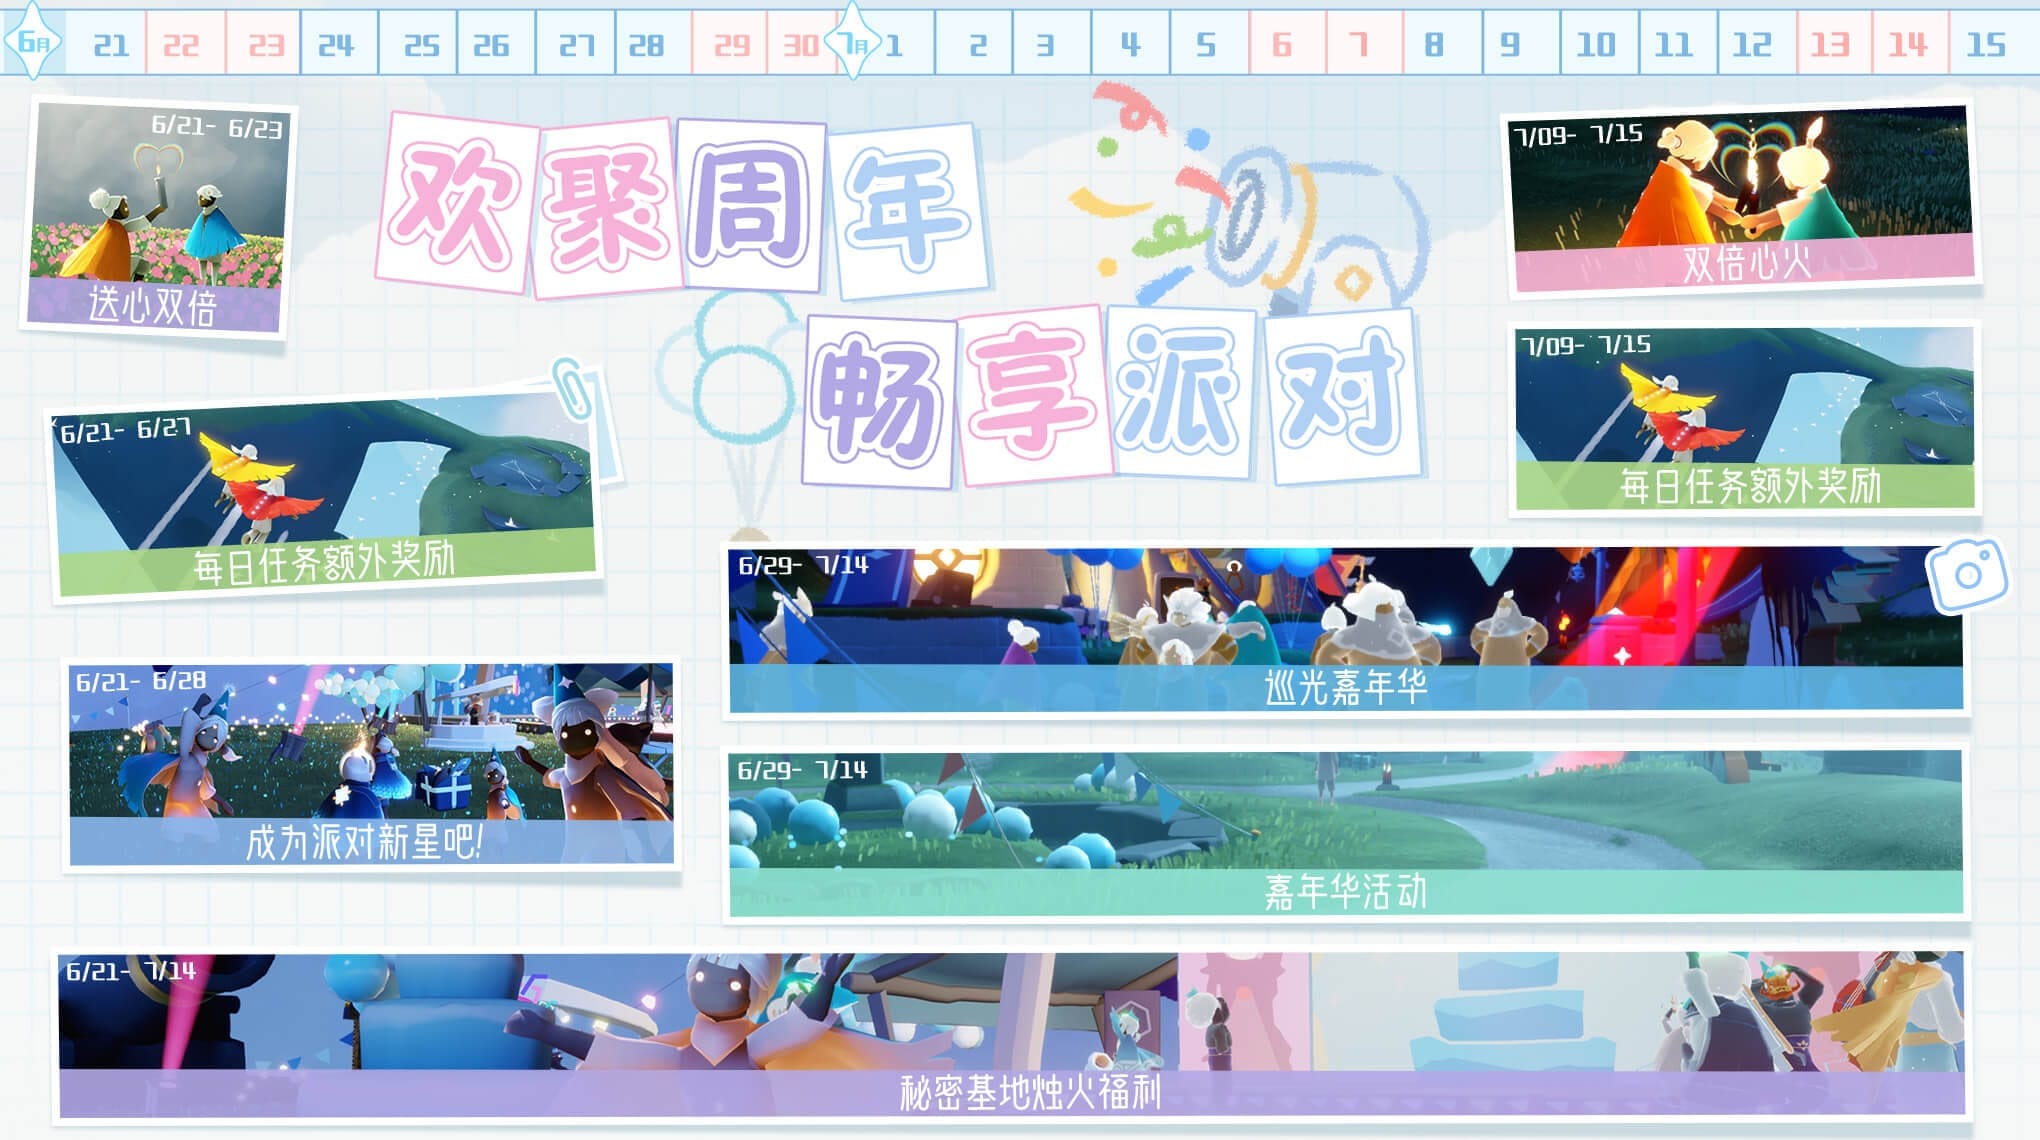 6月 21 22 23 24 25 26 27 28 29 30 7月 1 2 3 4 5 6 7 8 9 10 11 12 13 14 15
欢聚周年
畅享派对
6/21- 6/23
送心双倍
7/09- 7/15
双倍心火
6/21- 6/27
每日任务额外奖励
7/09- 7/15
每日任务额外奖励
6/29- 7/14
巡光嘉年华
6/21- 6/28
成为派对新星吧!
6/29- 7/14
嘉年华活动
6/21- 7/14
秘密基地烛火福利